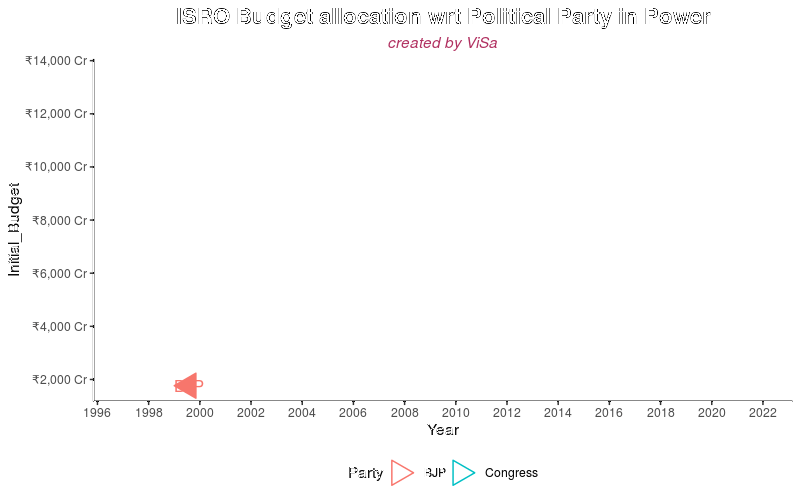 ISRO Budget allocation wrt Political Party in Power
created by ViSa
₹14,000 Cr
₹12,000 Cr
₹10,000 Cr
₹8,000 Cr
₹6,000 Cr
₹4,000 Cr
₹2,000 Cr
Initial_Budget
BJP
1996 1998 2000 2002 2004 2006 2008 2010 2012 2014 2016 2018 2020 2022
Year
Party BJP Congress